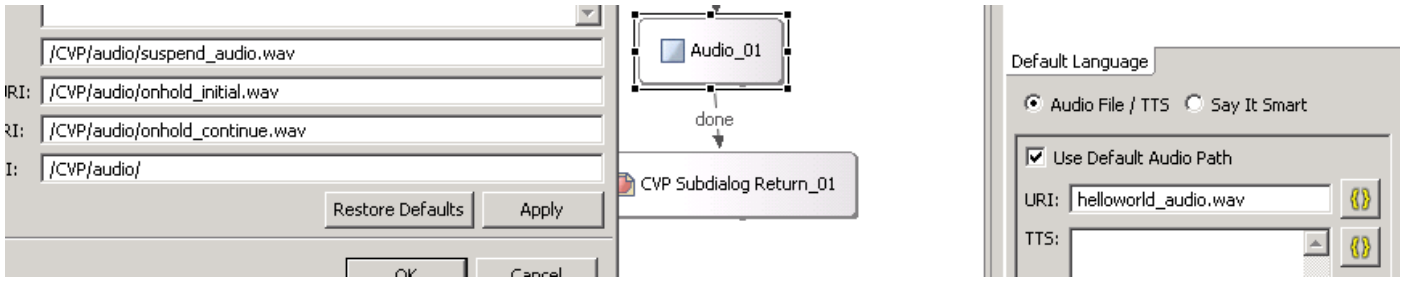 /CVP/audio/suspend_audio.wav
URI: /CVP/audio/onhold_initial.wav
RI: /CVP/audio/onhold_continue.wav
I: /CVP/audio/
Restore Defaults Apply
OK Cancel
Audio_01
done
CVP Subdialog Return_01
Default Language
Audio File / TTS Say It Smart
Use Default Audio Path
URI: helloworld_audio.wav
TTS: